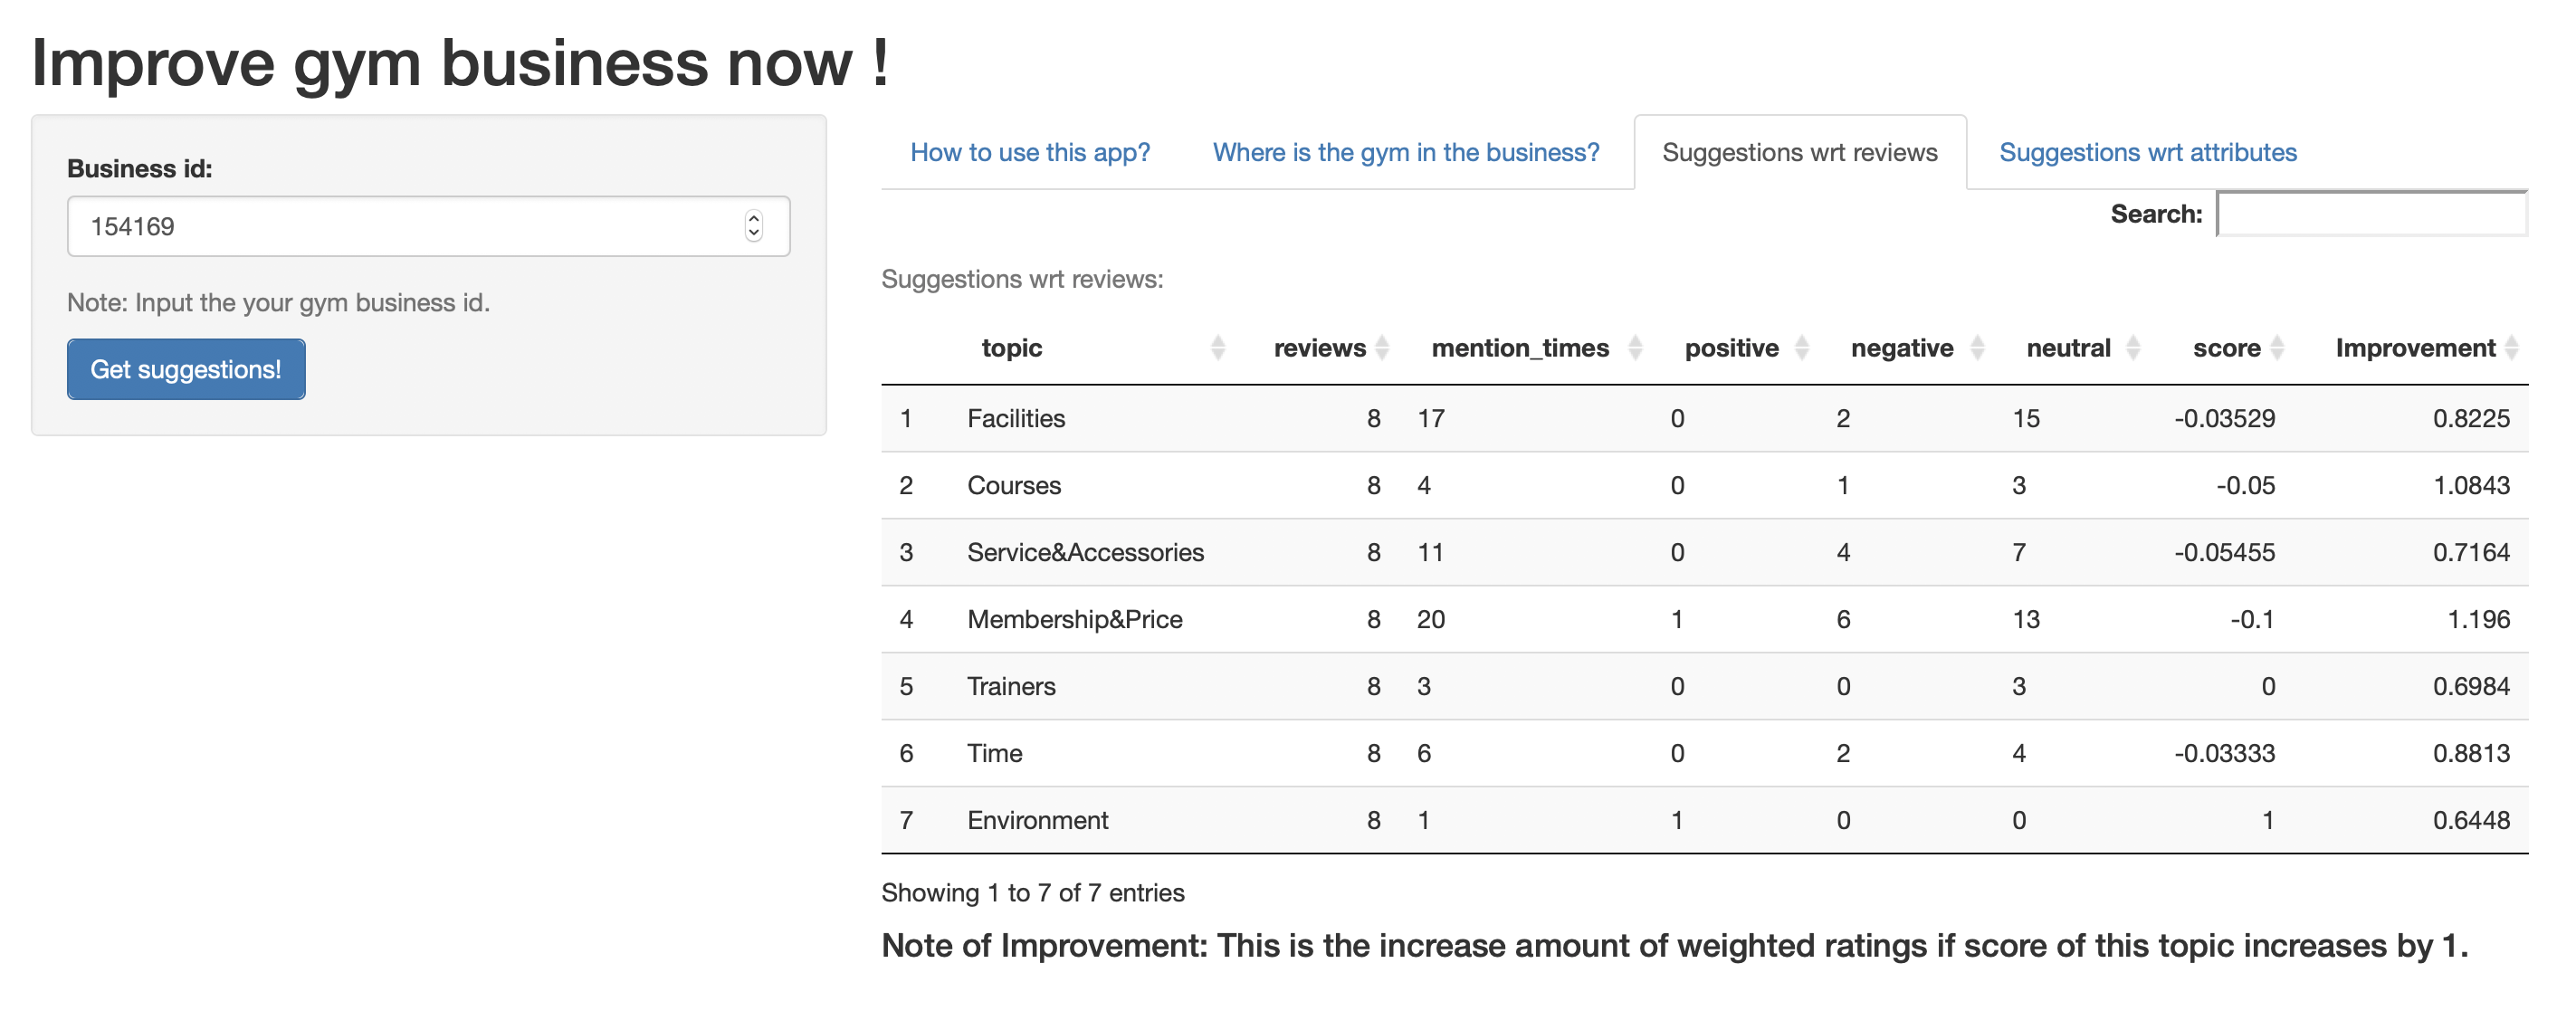 Improve gym business now !
Business id:
154169
Note: Input the your gym business id.
Get suggestions!
How to use this app? Where is the gym in the business? Suggestions wrt reviews Suggestions wrt attributes
Search:
Suggestions wrt reviews:
topic reviews mention_times positive negative neutral score Improvement
1 Facilities 8 17 0 2 15 -0.03529 0.8225
2 Courses 8 4 0 1 3 -0.05 1.0843
3 Service&Accessories 8 11 0 4 7 -0.05455 0.7164
4 Membership&Price 8 20 1 6 13 -0.1 1.196
5 Trainers 8 3 0 0 3 0 0.6984
6 Time 8 6 0 2 4 -0.03333 0.8813
7 Environment 8 1 1 0 0 1 0.6448
Showing 1 to 7 of 7 entries
Note of Improvement: This is the increase amount of weighted ratings if score of this topic increases by 1.